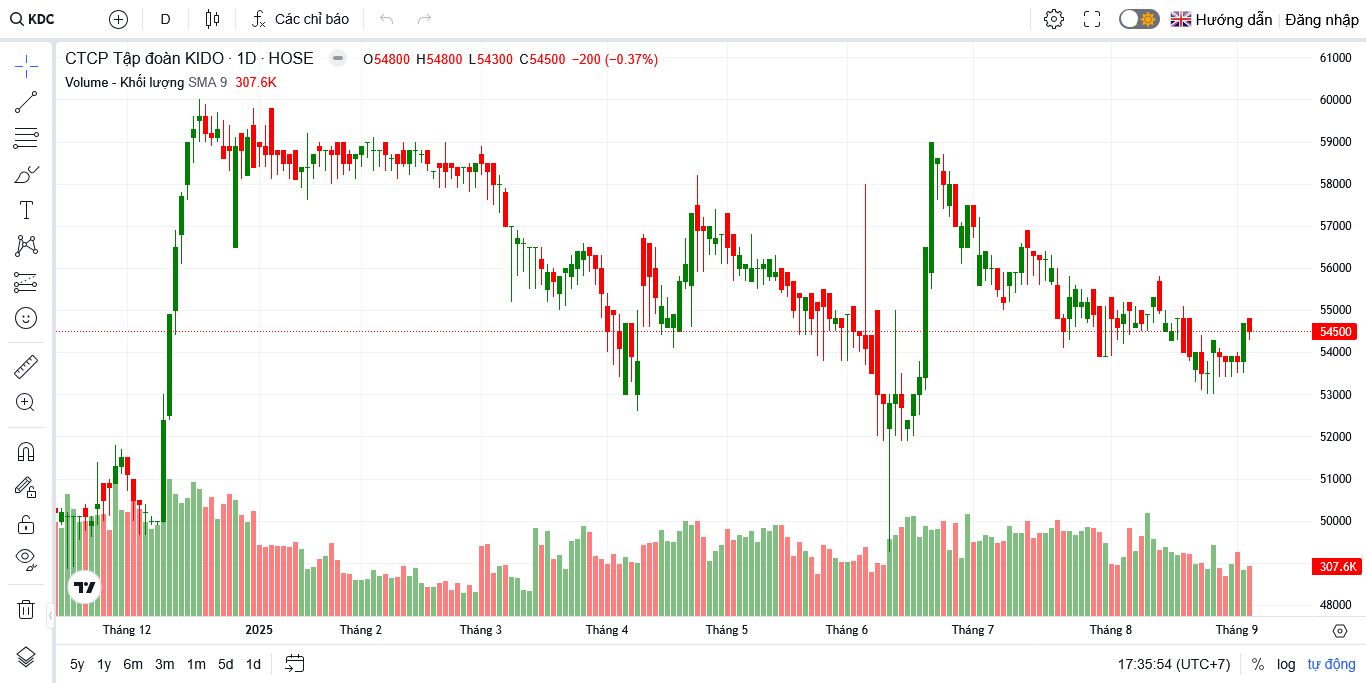 KDC D Các chỉ báo Hướng dẫn Đăng nhập
CTCP Tập đoàn KIDO · 1D · HOSE O54800 H54800 L54300 C54500 −200 (−0.37%)
Volume - Khối lượng SMA 9 307.6K
61000
60000
59000
58000
57000
56000
55000
54500
54000
53000
52000
51000
50000
307.6K
48000
Tháng 12 2025 Tháng 2 Tháng 3 Tháng 4 Tháng 5 Tháng 6 Tháng 7 Tháng 8 Tháng 9
5y 1y 6m 3m 1m 5d 1d 17:35:54 (UTC+7) % log tự động